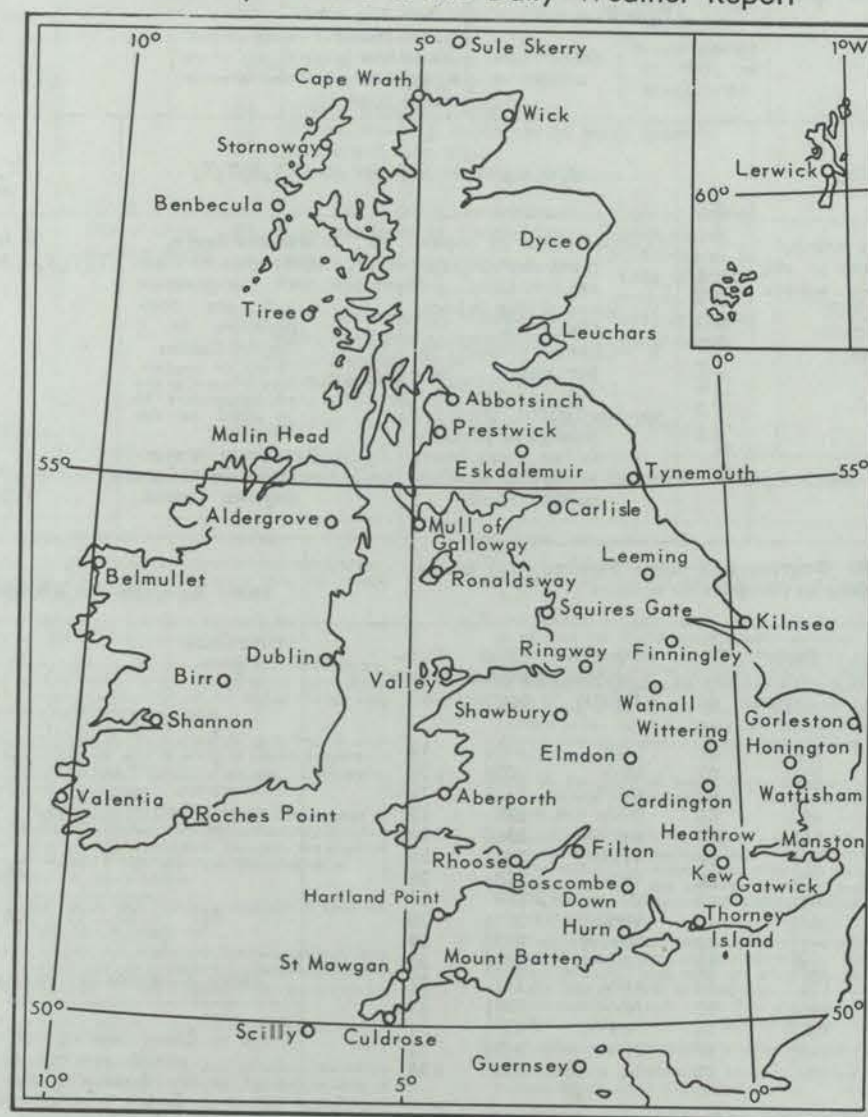 Daily Weather Report
10°
5°
Sule Skerry
1°W
Cape Wrath
Wick
Stornoway
Lerwick
60°
Benbecula
Dyce
Tiree
Leuchars
0°
Abbotsinch
Prestwick
Malin Head
Eskdalemuir
Tynemouth
55°
55°
Aldergrove
Carlisle
Mull of
Galloway
Leeming
Belmullet
Ronaldsway
Squires Gate
Kilnsea
Ringway
Finningley
Dublin
Valley
Birr
Watnall
Shawbury
Wittering
Gorleston
Shannon
Honington
Elmdon
Valentia
Aberporth
Cardington
Wattisham
Roches Point
Heathrow
Manston
Filton
Rhoose
Kew
Boscombe
Down
Gatwick
Hartland Point
Thorney
Island
Hurn
St Mawgan
Mount Batten
50°
50°
Scilly
Culdrose
Guernsey
10°
5°
0°